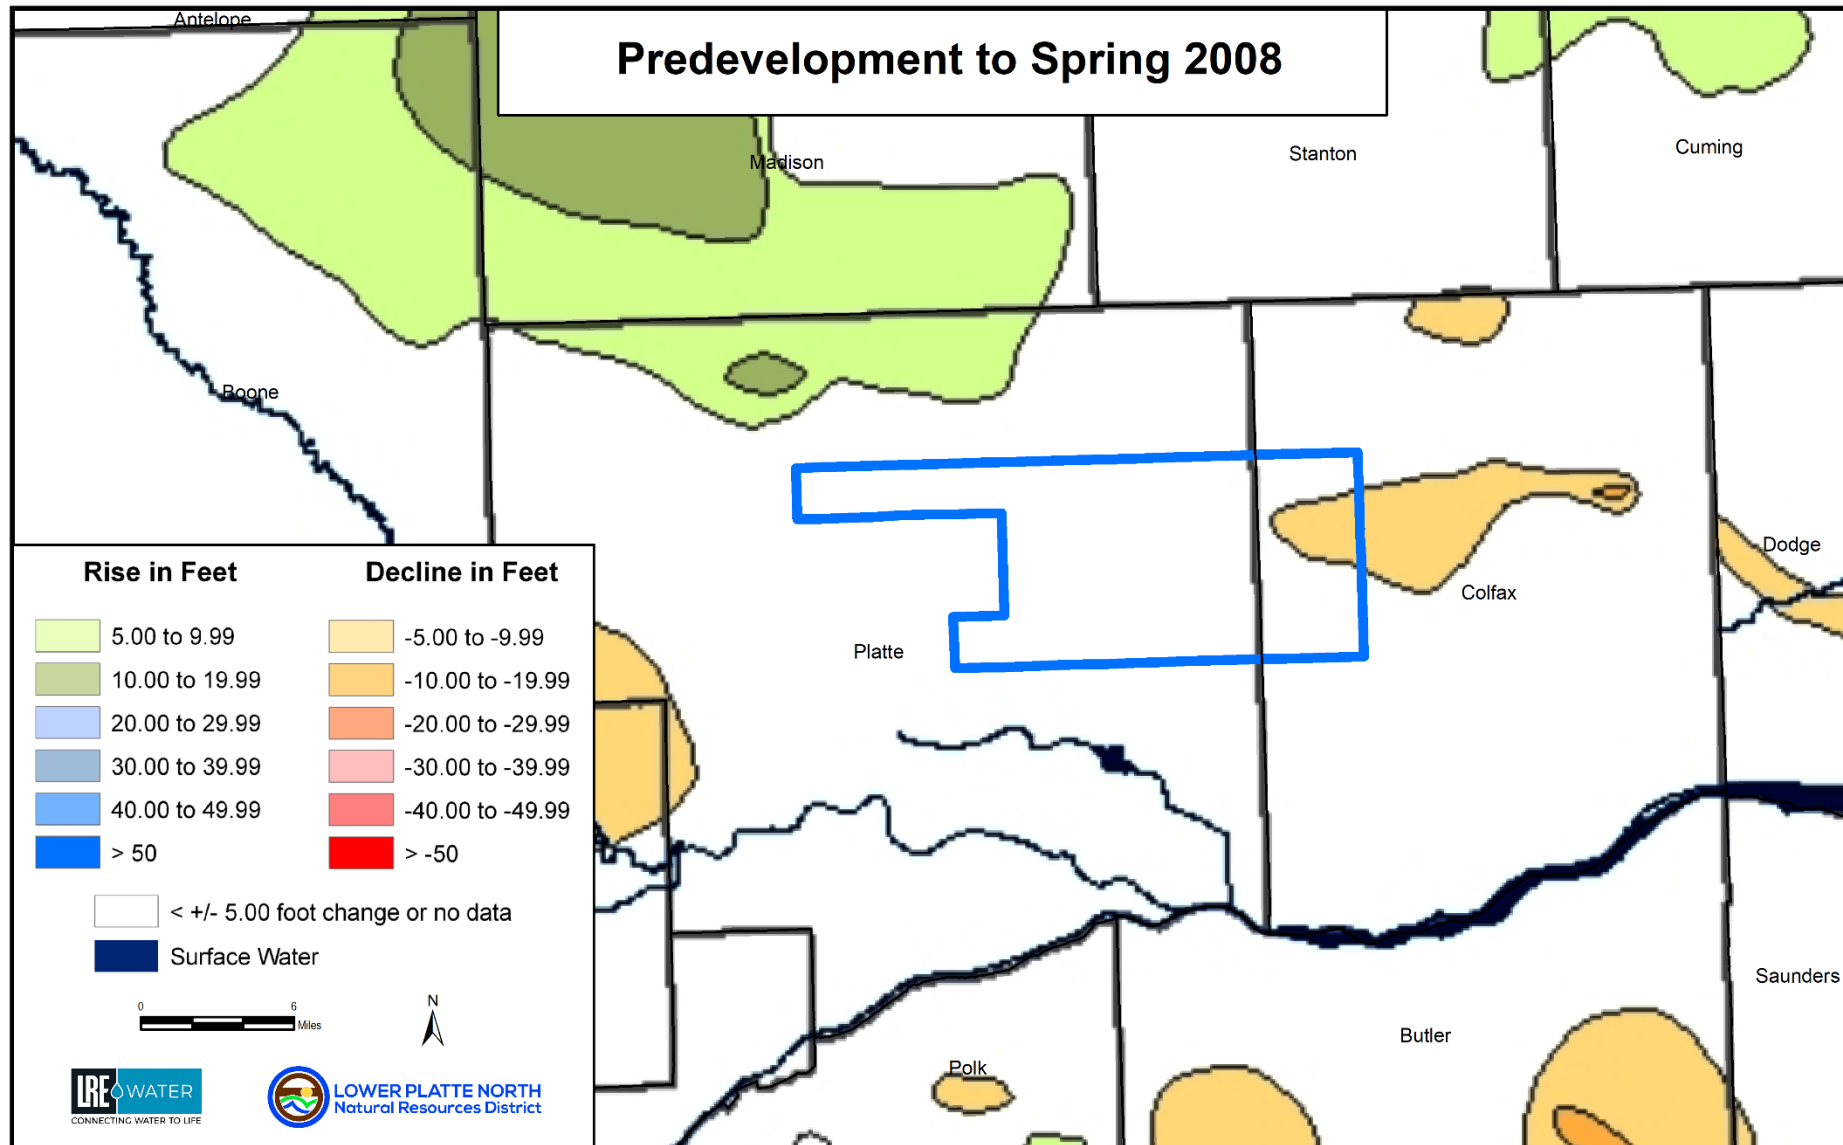 Antelope
Predevelopment to Spring 2008
Madison
Stanton
Cuming
Boone
Dodge
Colfax
Platte
Saunders
Butler
Polk
Rise in Feet
5.00 to 9.99
10.00 to 19.99
20.00 to 29.99
30.00 to 39.99
40.00 to 49.99
> 50
Decline in Feet
-5.00 to -9.99
-10.00 to -19.99
-20.00 to -29.99
-30.00 to -39.99
-40.00 to -49.99
> -50
< +/- 5.00 foot change or no data
Surface Water
0 6
Miles
N
LRE WATER
CONNECTING WATER TO LIFE
LOWER PLATTE NORTH
Natural Resources District